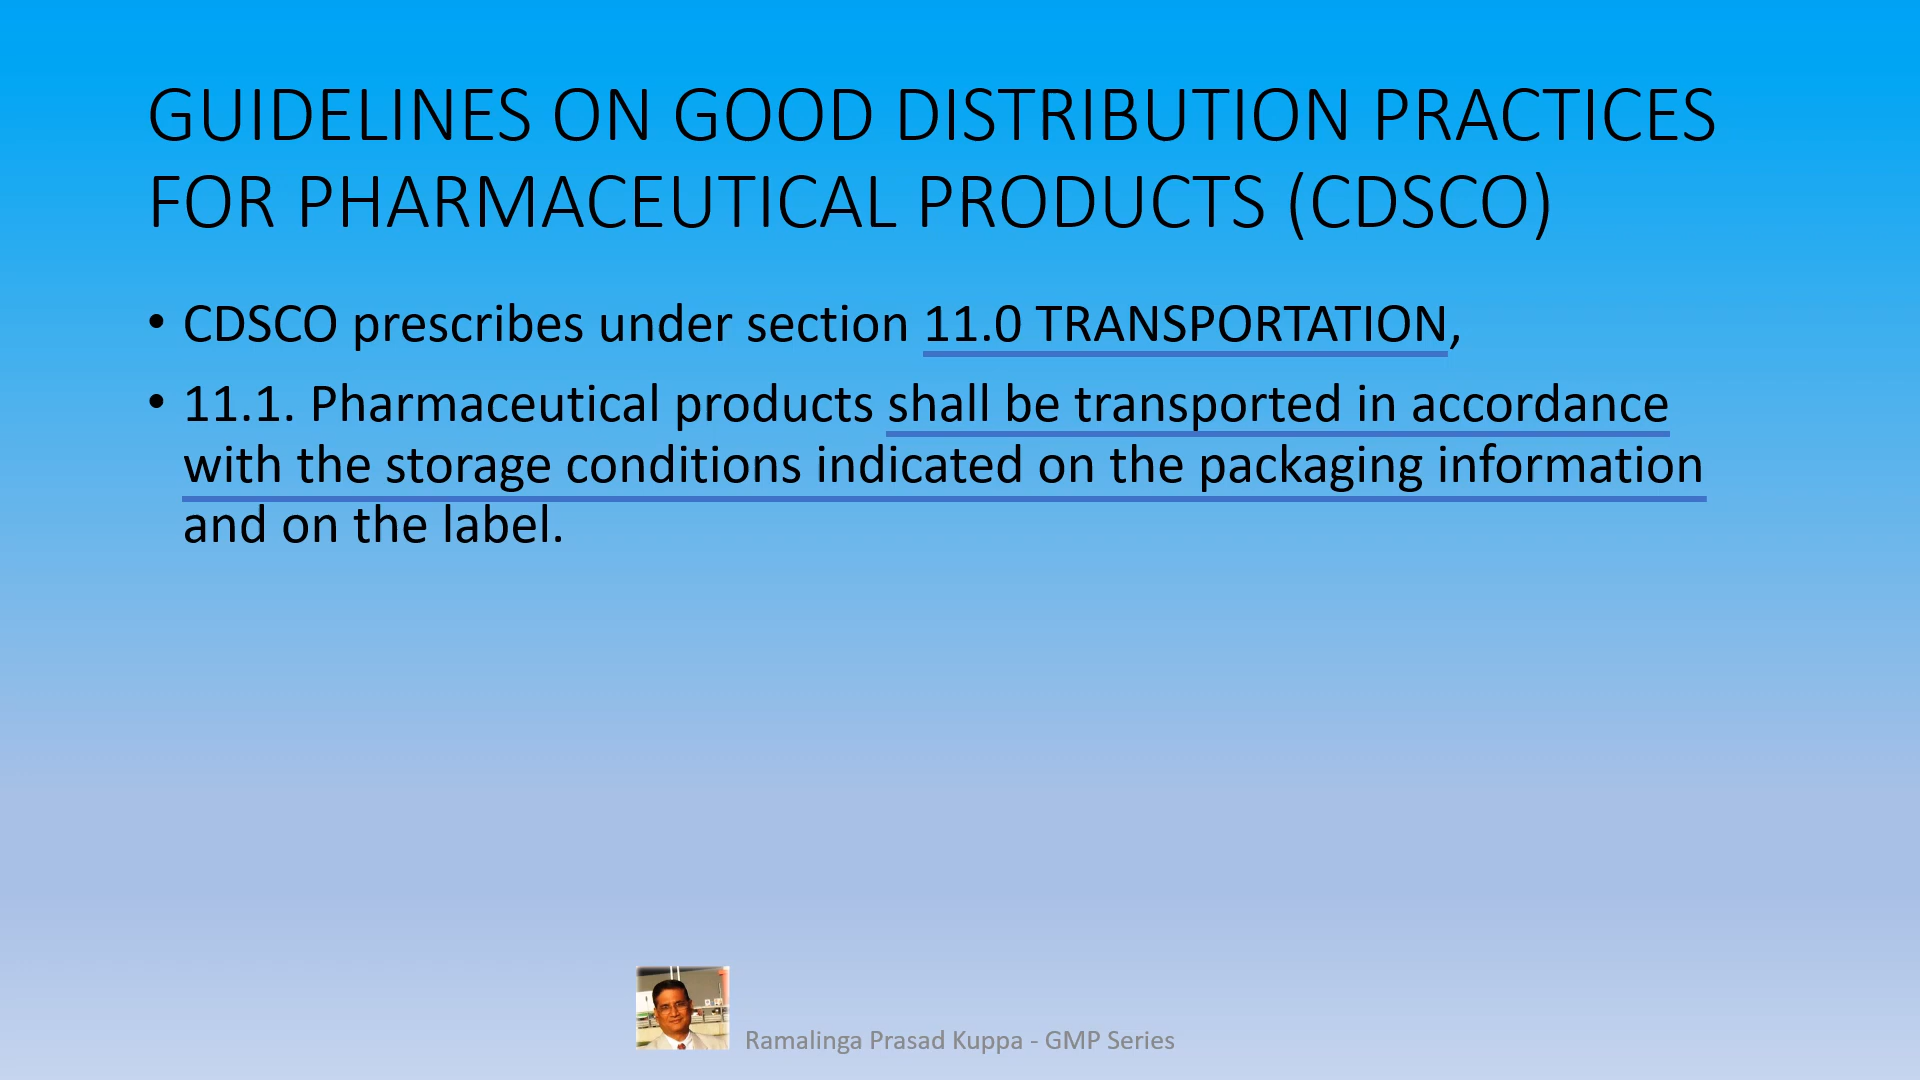 GUIDELINES ON GOOD DISTRIBUTION PRACTICES
FOR PHARMACEUTICAL PRODUCTS (CDSCO)
• CDSCO prescribes under section 11.0 TRANSPORTATION,
• 11.1. Pharmaceutical products shall be transported in accordance
with the storage conditions indicated on the packaging information
and on the label.
Ramalinga Prasad Kuppa - GMP Series